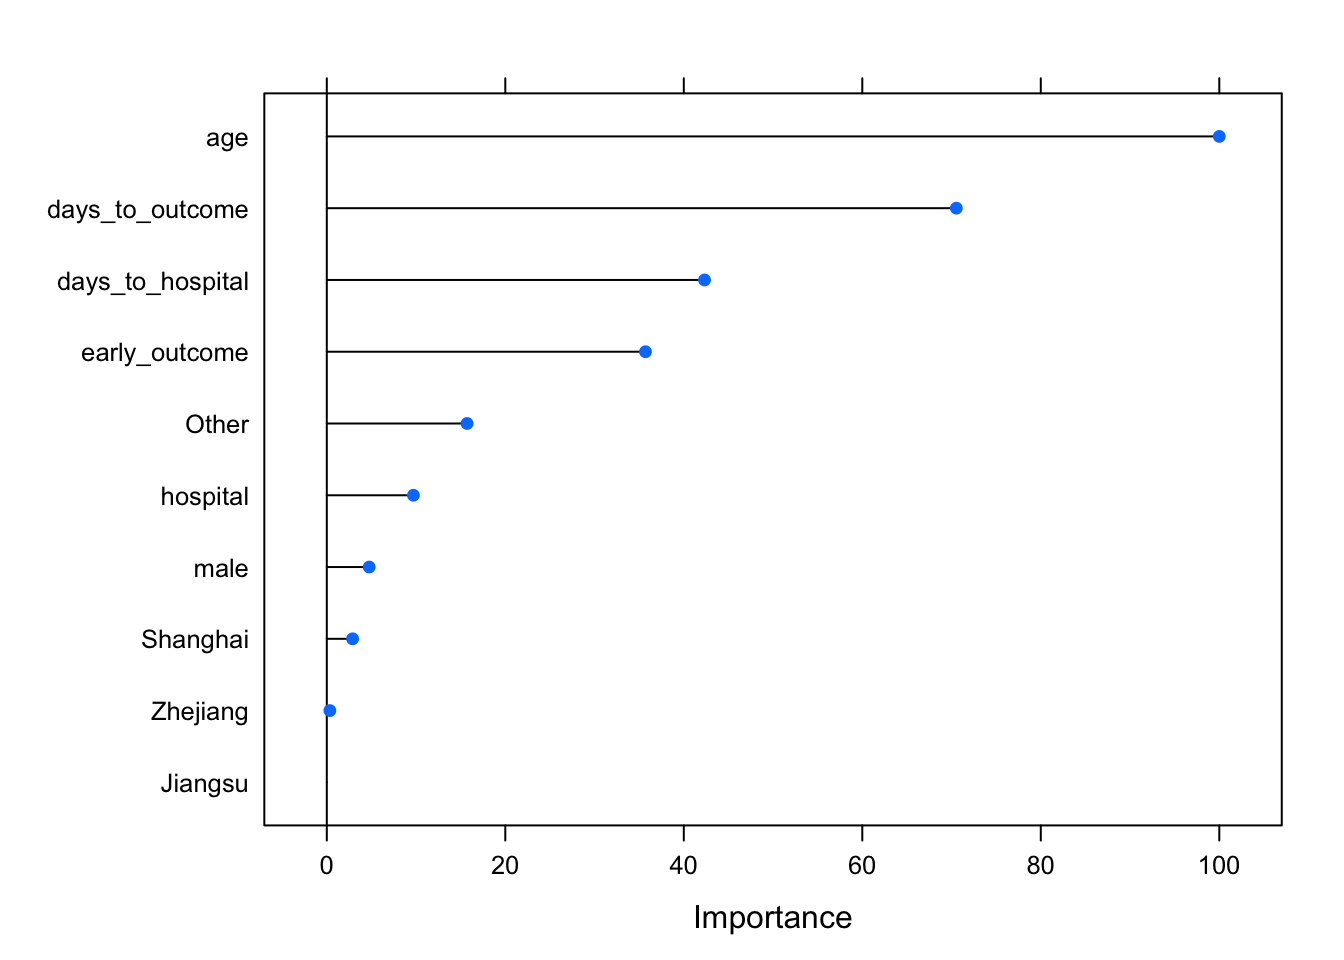 age
days_to_outcome
days_to_hospital
early_outcome
Other
hospital
male
Shanghai
Zhejiang
Jiangsu
0 20 40 60 80 100
Importance